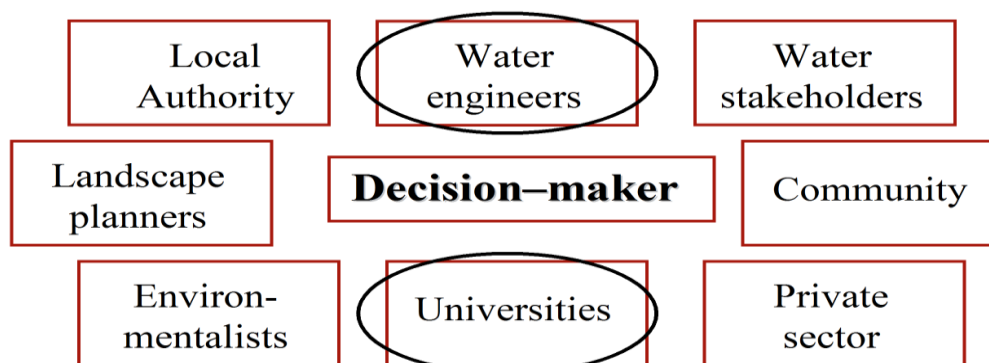 Local
Authority
Water
engineers
Water
stakeholders
Landscape
planners
Decision–maker
Community
Environ-
mentalists
Universities
Private
sector